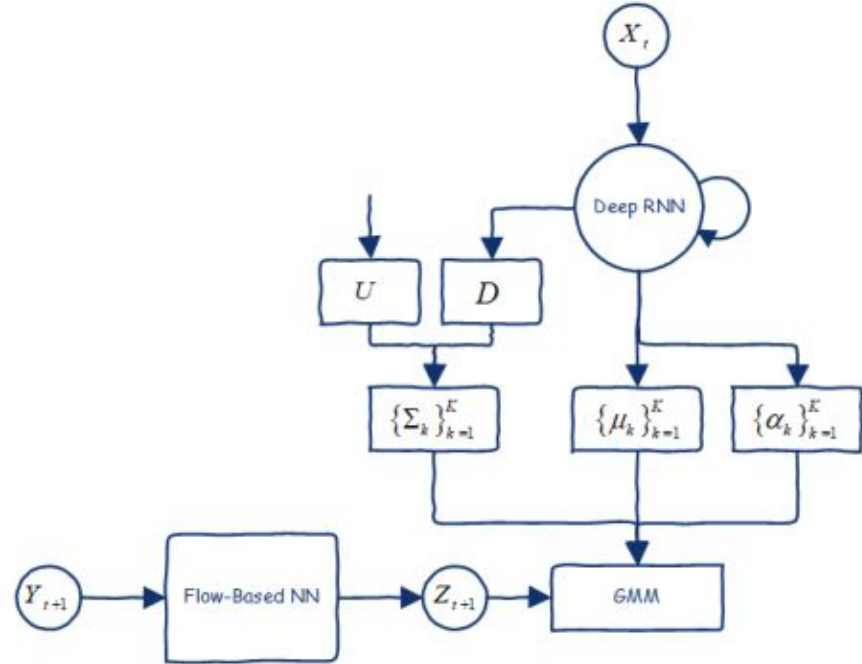 X_t
Deep RNN
U
D
{Σ_k}_{k=1}^K
{μ_k}_{k=1}^K
{α_k}_{k=1}^K
Y_{t+1}
Flow-Based NN
Z_{t+1}
GMM